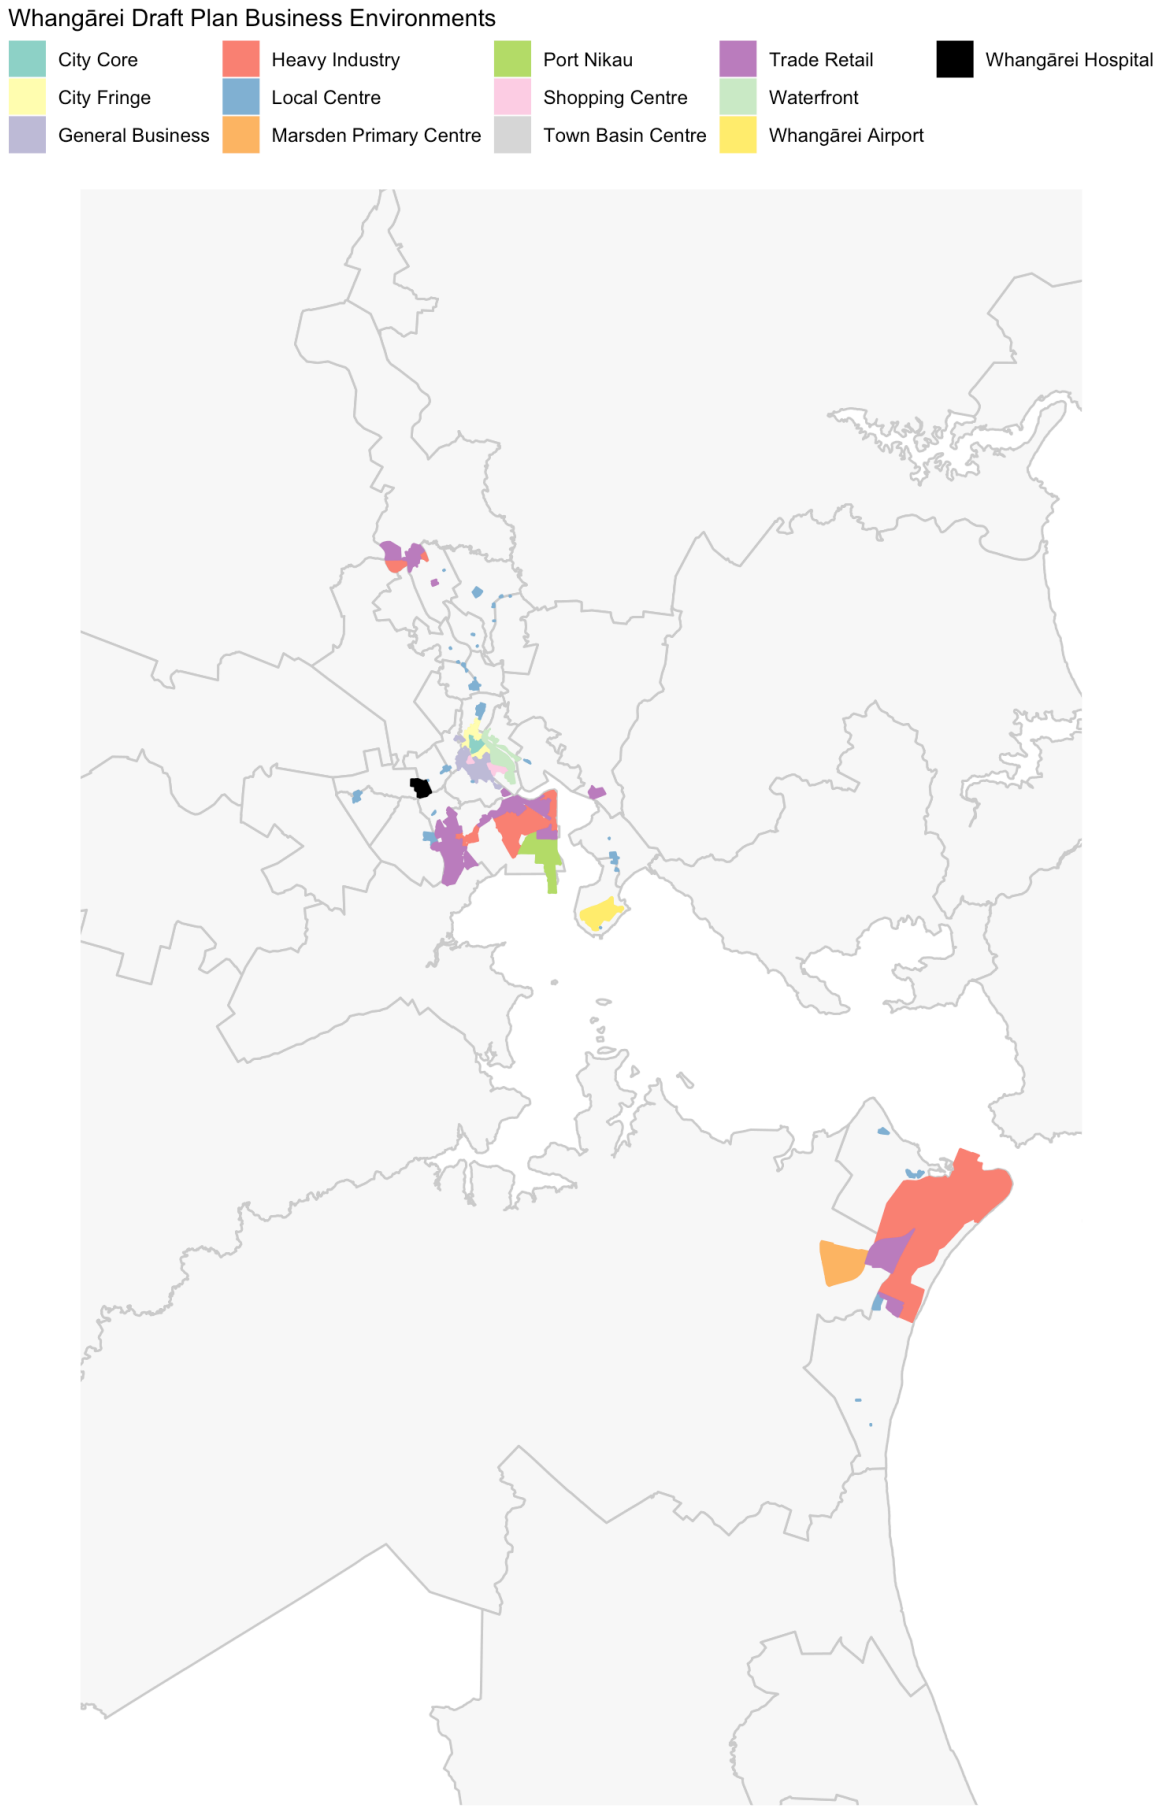 Whangārei Draft Plan Business Environments
City Core Heavy Industry Port Nikau Trade Retail Whangārei Hospital
City Fringe Local Centre Shopping Centre Waterfront
General Business Marsden Primary Centre Town Basin Centre Whangārei Airport